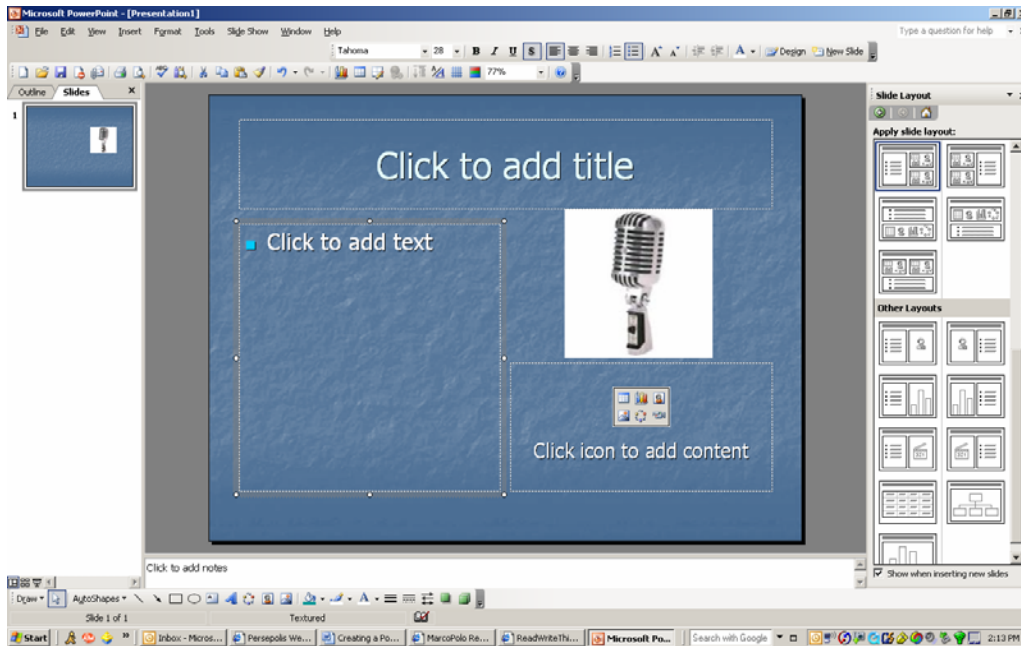 Microsoft PowerPoint - [Presentation1]
File Edit View Insert Format Tools Slide Show Window Help
Type a question for help
Tahoma 28 B I U S A A A Design New Slide
77%
Outline Slides x
Slide Layout
Apply slide layout:
1
Click to add title
Click to add text
Click icon to add content
Other Layouts
Click to add notes
Show when inserting new slides
Draw AutoShapes A
Slide 1 of 1 Textured
Start Inbox - Micros... Persepolis We... Creating a Po... MarcoPolo Re... ReadWriteThi... Microsoft Po... Search with Google 2:13 PM